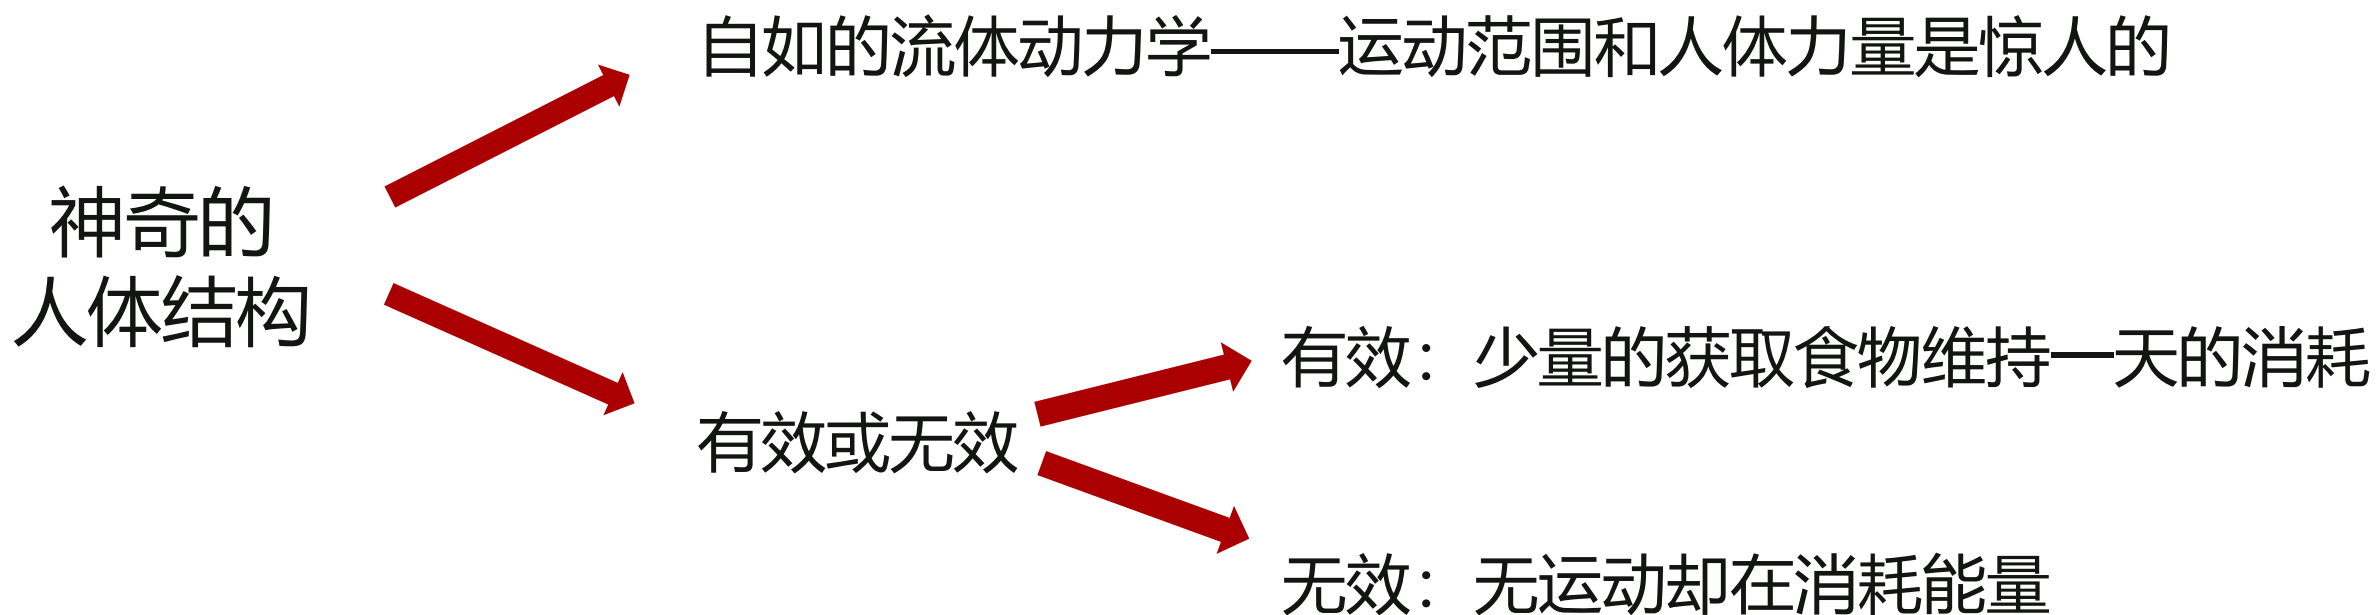 自如的流体动力学——运动范围和人体力量是惊人的
神奇的
人体结构
有效：少量的获取食物维持一天的消耗
有效或无效
无效：无运动却在消耗能量